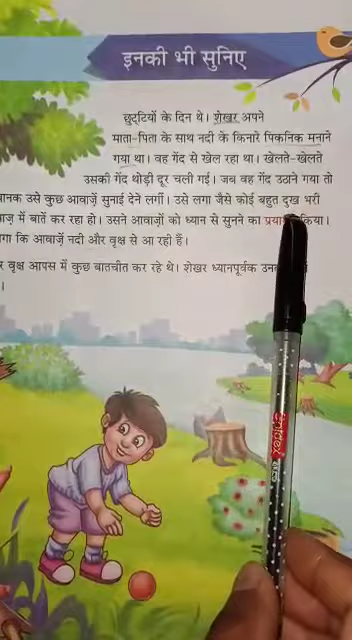 इनकी भी सुनिए
छुट्टियों के दिन थे। शेखर अपने
माता-पिता के साथ नदी के किनारे पिकनिक मनाने
गया था। वह गेंद से खेल रहा था। खेलते-खेलते
उसकी गेंद थोड़ी दूर चली गई। जब वह गेंद उठाने गया तो
उसे कुछ आवाज़ें सुनाई देने लगीं। उसे लगा जैसे कोई बहुत दुख भरी
में बातें कर रहा हो। उसने आवाज़ों को ध्यान से सुनने का किया।
कि आवाज़ें नदी और वृक्ष से आ रही हैं।
वृक्ष आपस में कुछ बातचीत कर रहे थे। शेखर ध्यानपूर्वक